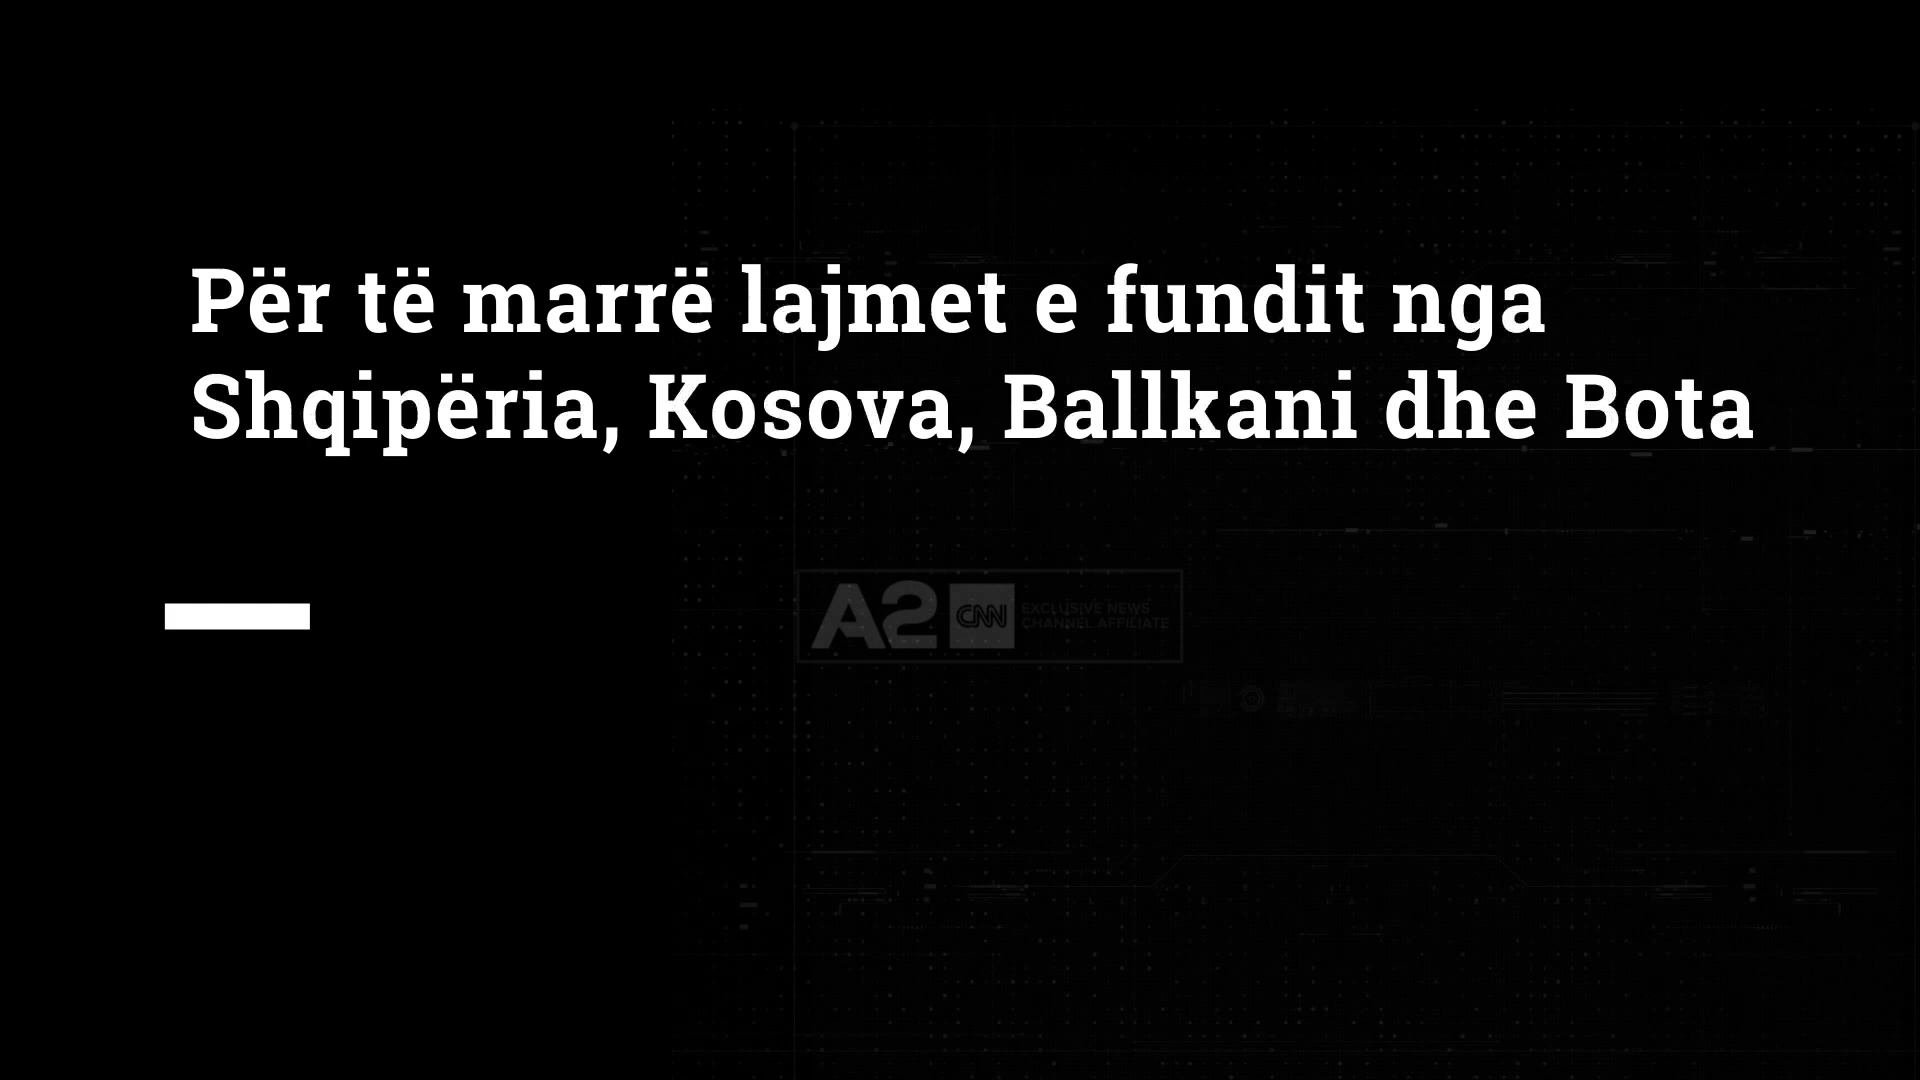 Për të marrë lajmet e fundit nga
Shqipëria, Kosova, Ballkani dhe Bota
A2 CNN EXCLUSIVE NEWS
CHANNEL AFFILIATE